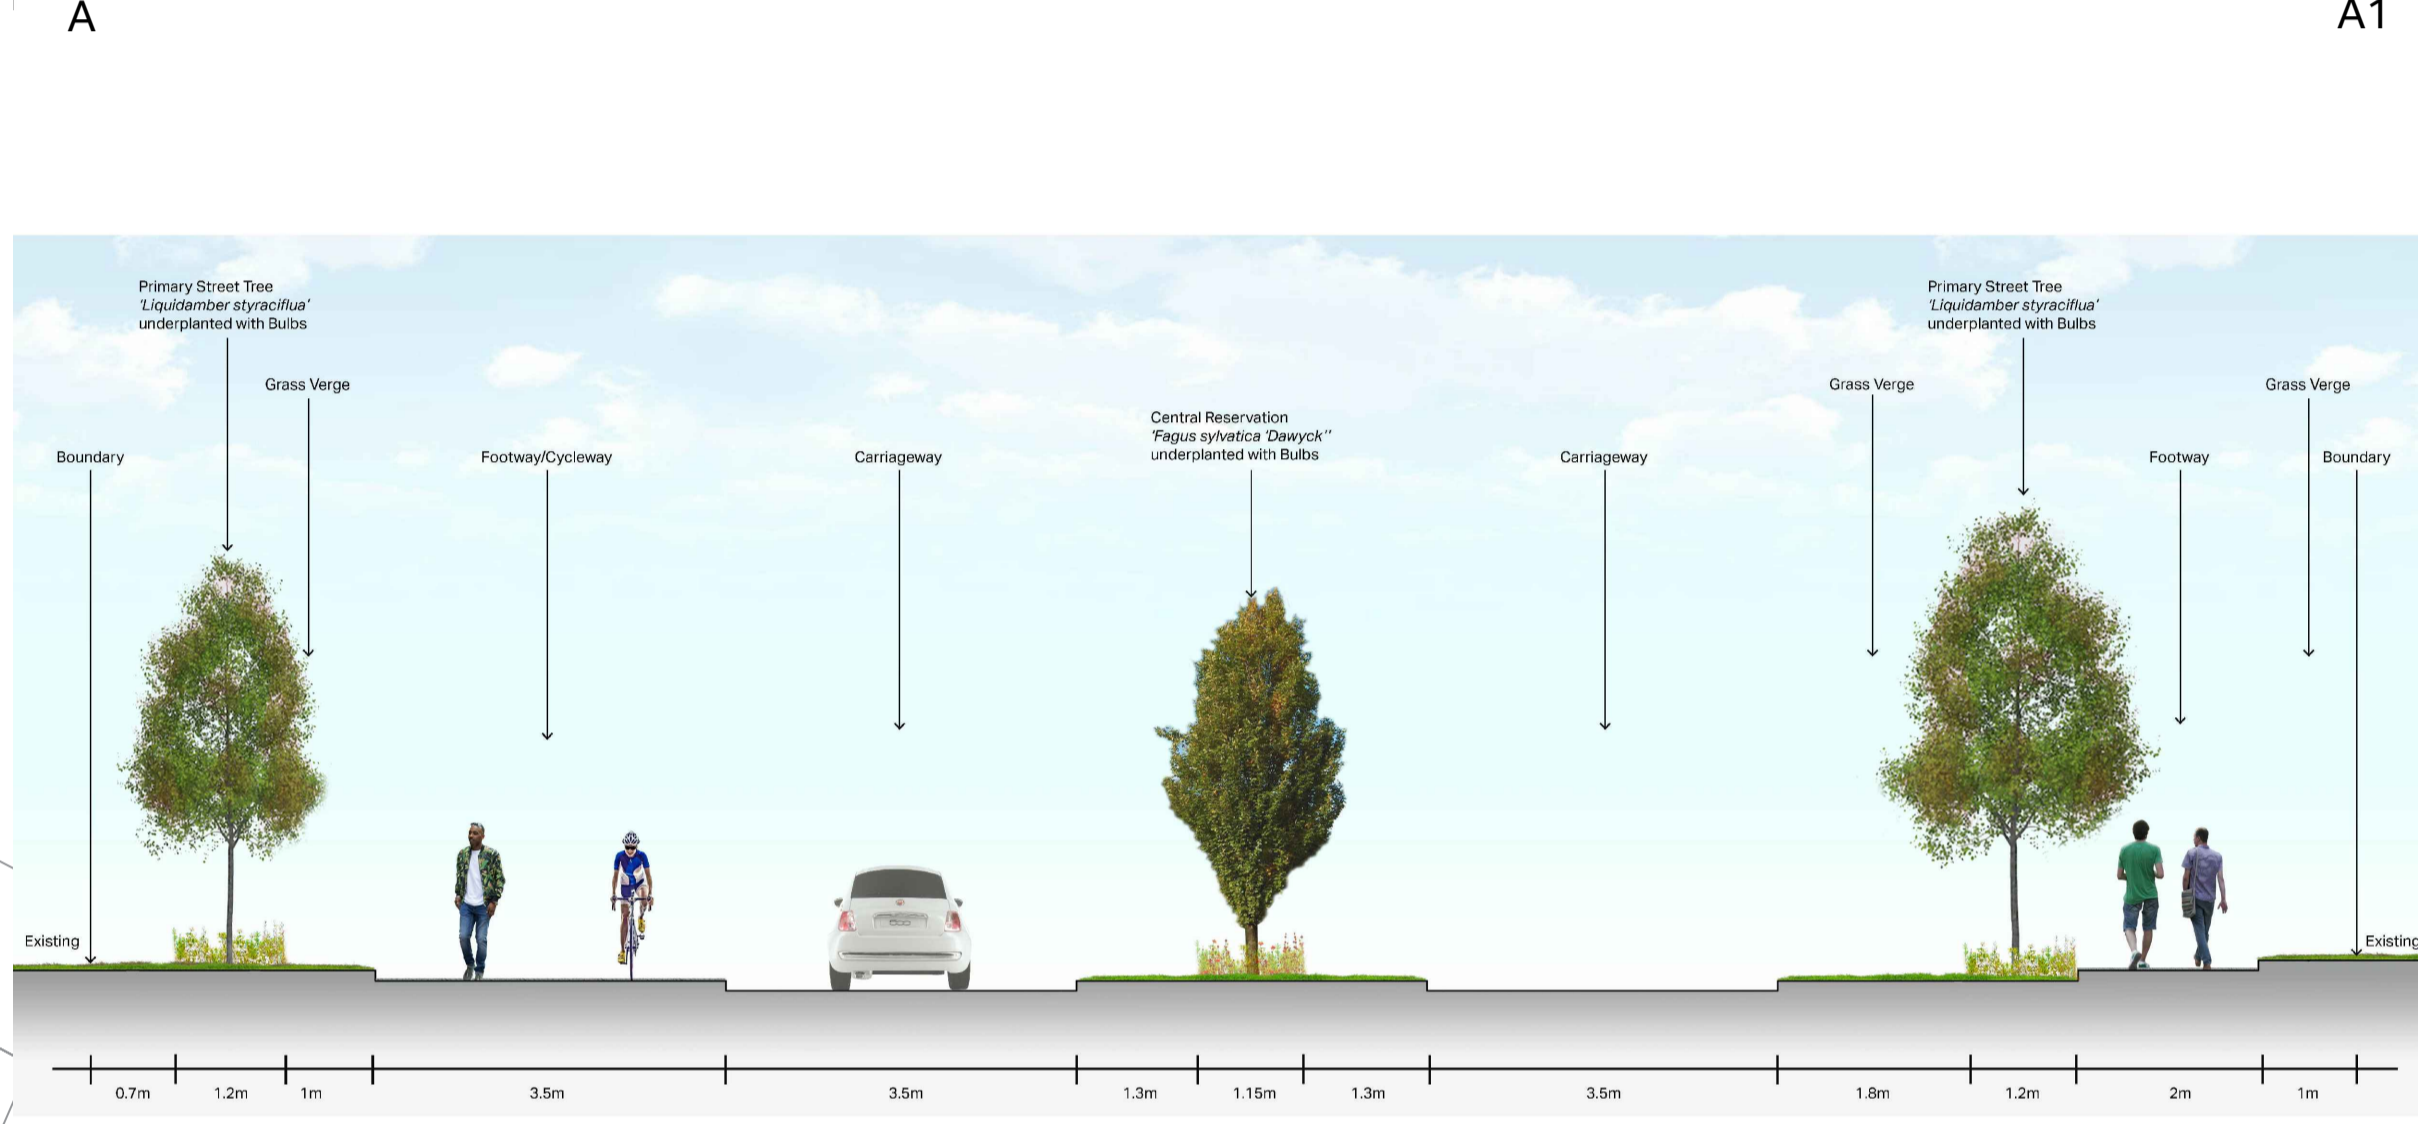 A
A1
Primary Street Tree
'Liquidamber styraciflua'
underplanted with Bulbs
Primary Street Tree
'Liquidamber styraciflua'
underplanted with Bulbs
Grass Verge
Grass Verge
Grass Verge
Central Reservation
'Fagus sylvatica 'Dawyck''
underplanted with Bulbs
Boundary
Footway/Cycleway
Carriageway
Carriageway
Footway
Boundary
Existing
Existing
0.7m
1.2m
1m
3.5m
3.5m
1.3m
1.15m
1.3m
3.5m
1.8m
1.2m
2m
1m